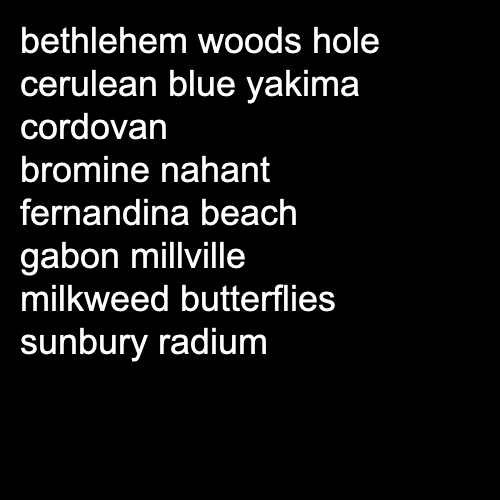 bethlehem woods hole
cerulean blue yakima
cordovan
bromine nahant
fernandina beach
gabon millville
milkweed butterflies
sunbury radium